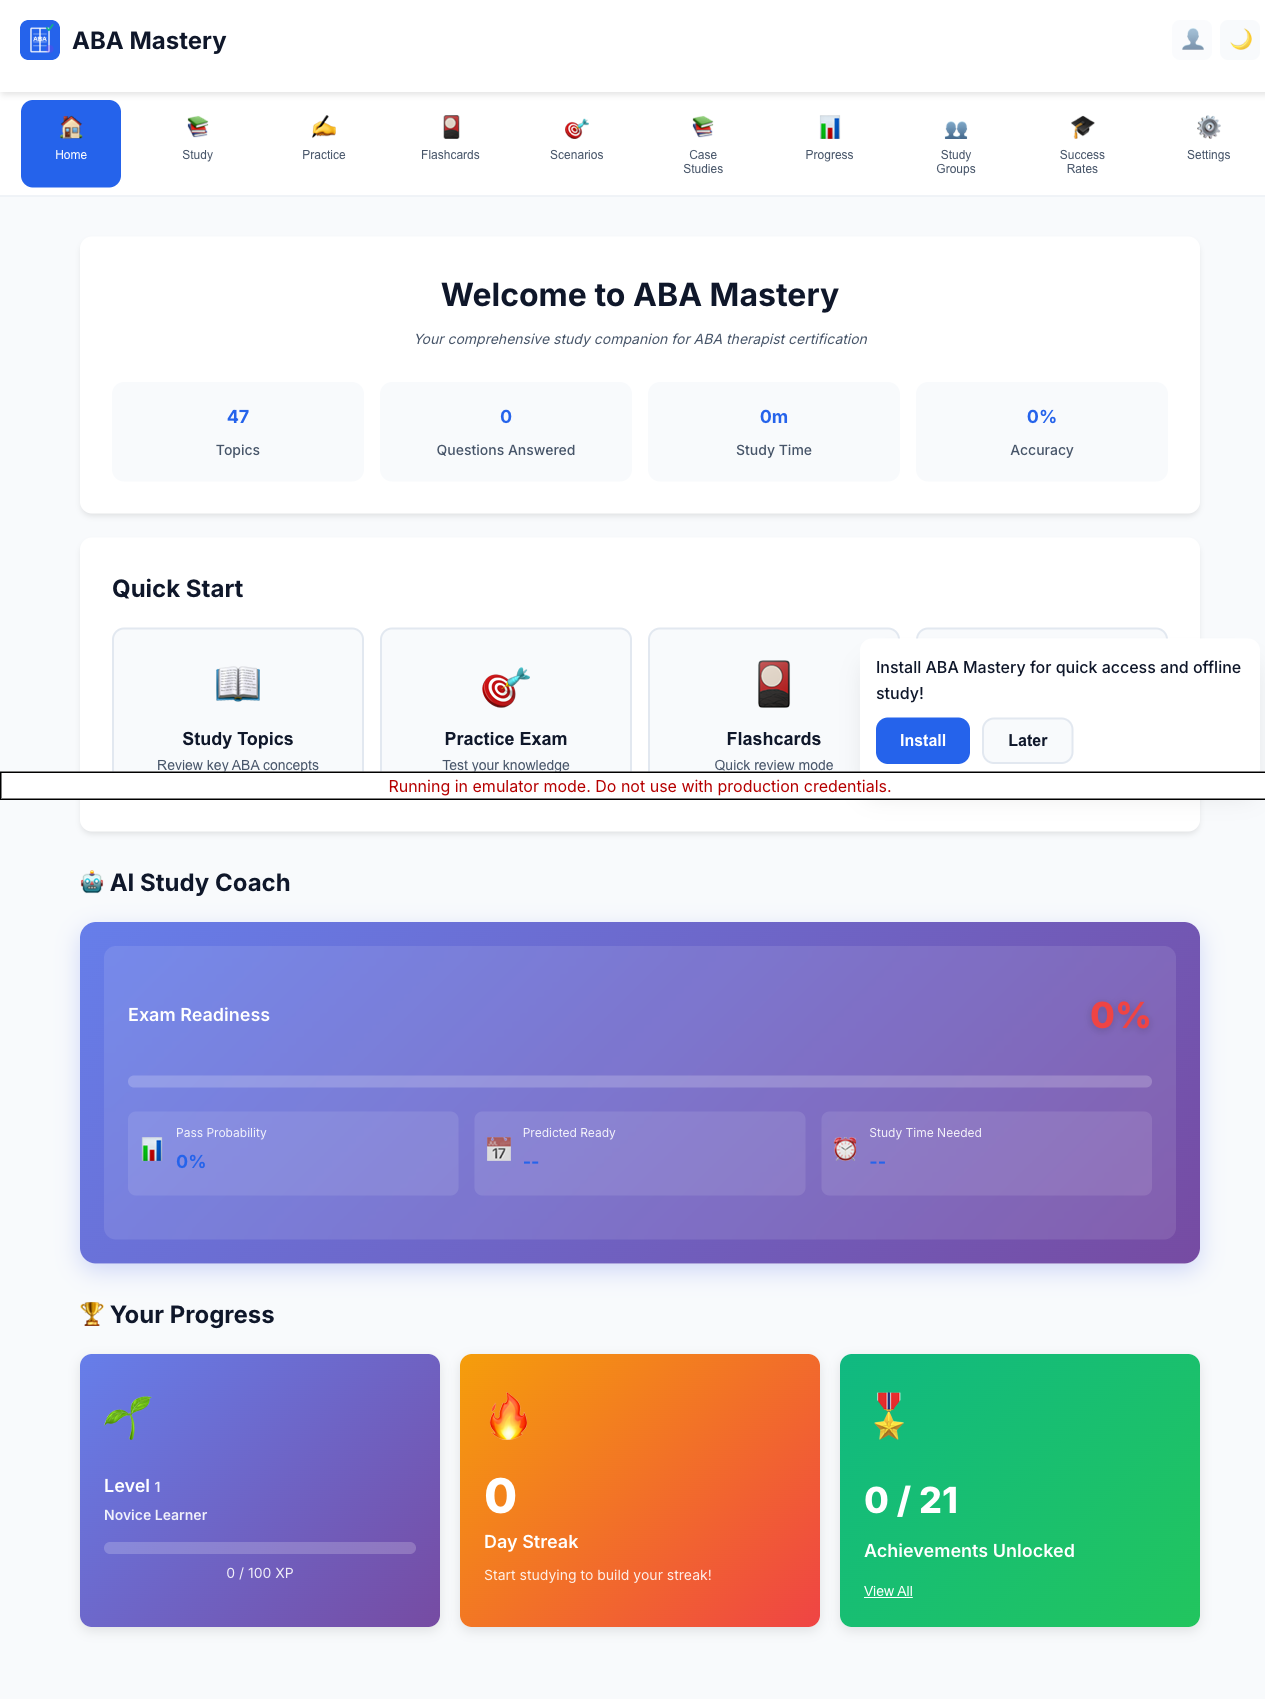 ABA
ABA Mastery
Home
Study
Practice
Flashcards
Scenarios
Case
Studies
Progress
Study
Groups
Success
Rates
Settings
Welcome to ABA Mastery
Your comprehensive study companion for ABA therapist certification
47
Topics
0
Questions Answered
0m
Study Time
0%
Accuracy
Quick Start
Study Topics
Review key ABA concepts
Practice Exam
Test your knowledge
Flashcards
Quick review mode
Install ABA Mastery for quick access and offline
study!
Install
Later
Running in emulator mode. Do not use with production credentials.
AI Study Coach
Exam Readiness
0%
Pass Probability
0%
17
Predicted Ready
--
Study Time Needed
--
Your Progress
Level 1
Novice Learner
0 / 100 XP
0
Day Streak
Start studying to build your streak!
0 / 21
Achievements Unlocked
View All